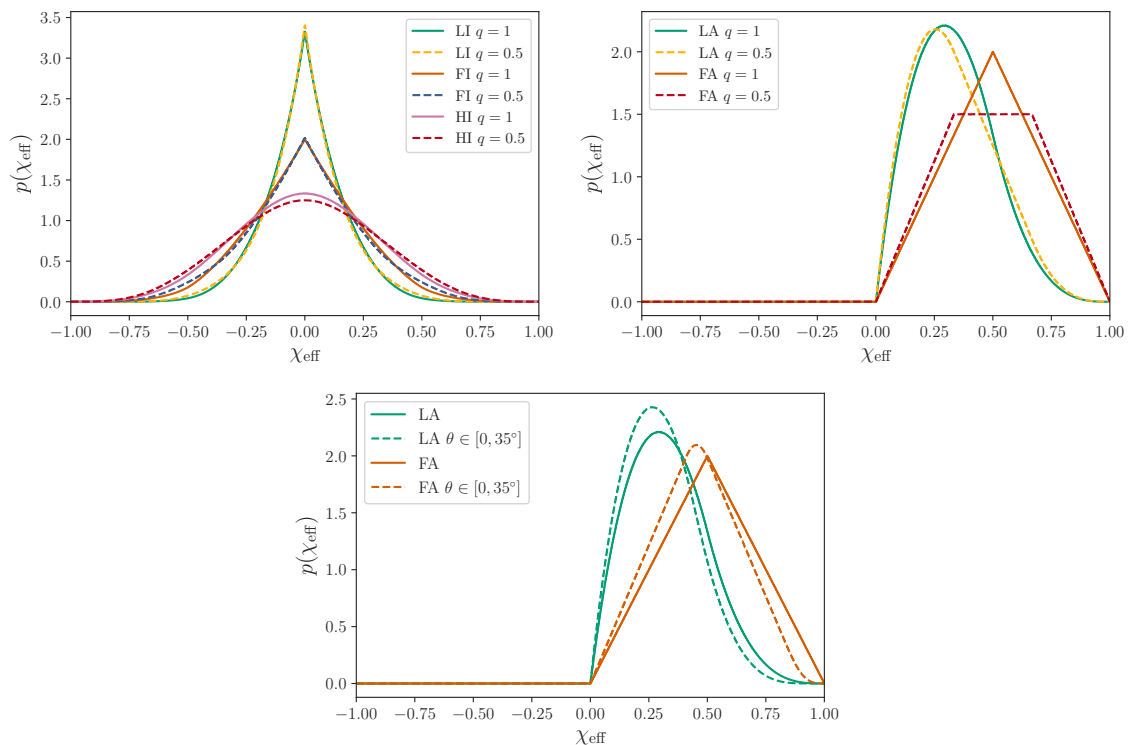 3.5
3.0
2.5
2.0
1.5
1.0
0.5
0.0
p(χeff)
LI q = 1
LI q = 0.5
FI q = 1
FI q = 0.5
HI q = 1
HI q = 0.5
−1.00 −0.75 −0.50 −0.25 0.00 0.25 0.50 0.75 1.00
χeff
2.0
1.5
1.0
0.5
0.0
p(χeff)
LA q = 1
LA q = 0.5
FA q = 1
FA q = 0.5
−1.00 −0.75 −0.50 −0.25 0.00 0.25 0.50 0.75 1.00
χeff
2.5
2.0
1.5
1.0
0.5
0.0
p(χeff)
LA
LA θ ∈ [0, 35°]
FA
FA θ ∈ [0, 35°]
−1.00 −0.75 −0.50 −0.25 0.00 0.25 0.50 0.75 1.00
χeff